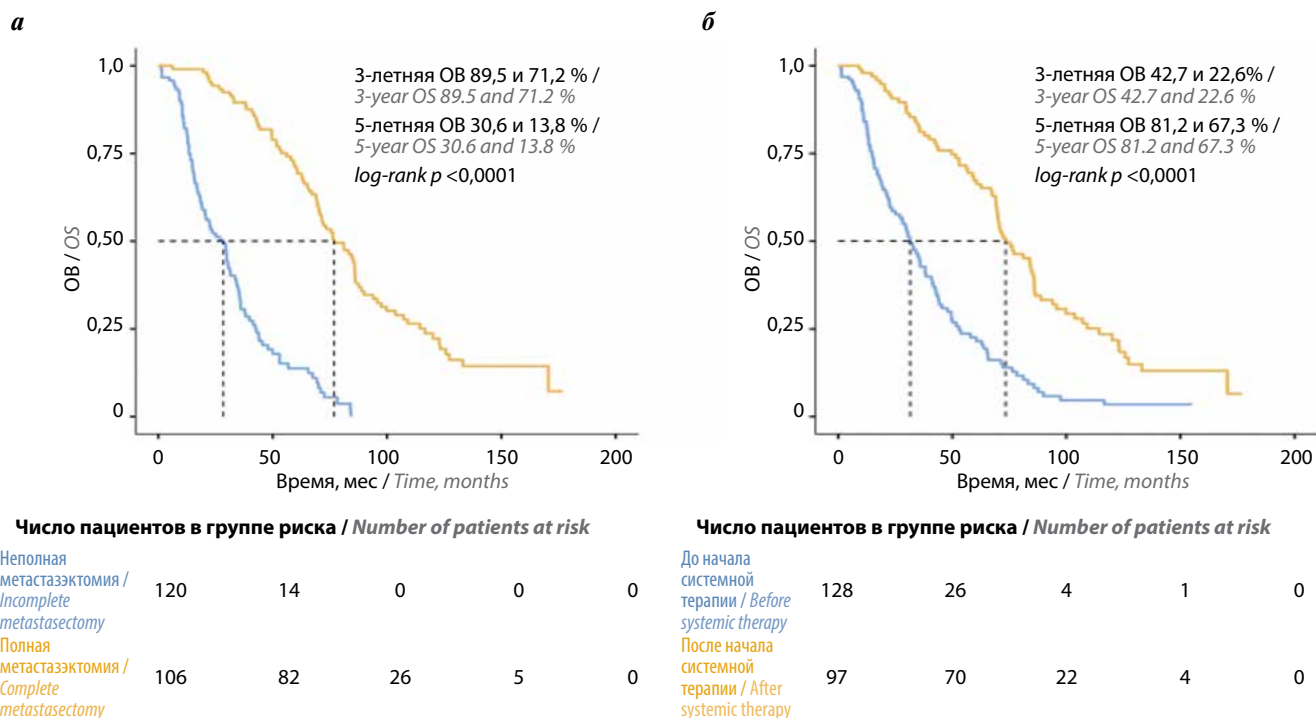 а
1,0
0,75
0,50
0,25
0
ОВ / OS
3-летняя ОВ 89,5 и 71,2 % /
3-year OS 89.5 and 71.2 %
5-летняя ОВ 30,6 и 13,8 % /
5-year OS 30.6 and 13.8 %
log-rank p <0,0001
0 50 100 150 200
Время, мес / Time, months
Число пациентов в группе риска / Number of patients at risk
Неполная
метастазэктомия /
Incomplete
metastasectomy
120 14 0 0 0
Полная
метастазэктомия /
Complete
metastasectomy
106 82 26 5 0
б
1,0
0,75
0,50
0,25
0
ОВ / OS
3-летняя ОВ 42,7 и 22,6% /
3-year OS 42.7 and 22.6 %
5-летняя ОВ 81,2 и 67,3 % /
5-year OS 81.2 and 67.3 %
log-rank p <0,0001
0 50 100 150 200
Время, мес / Time, months
Число пациентов в группе риска / Number of patients at risk
До начала
системной
терапии / Before
systemic therapy
128 26 4 1 0
После начала
системной
терапии / After
systemic therapy
97 70 22 4 0